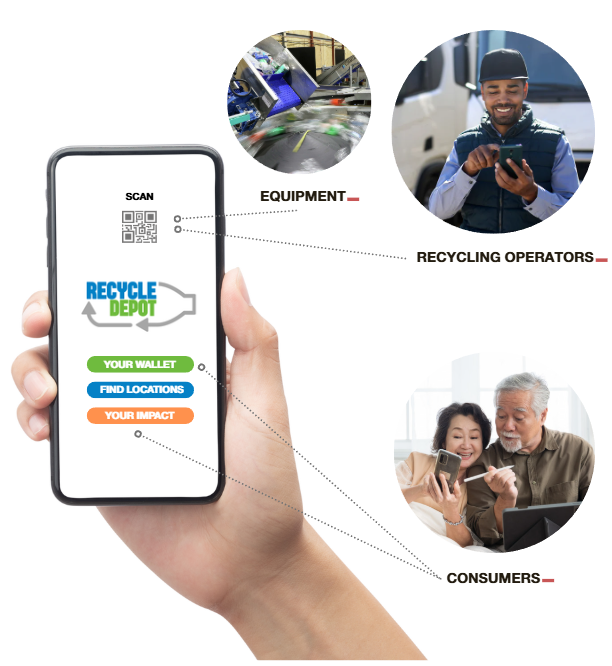 SCAN
EQUIPMENT
RECYCLING OPERATORS
RECYCLE
DEPOT
YOUR WALLET
FIND LOCATIONS
YOUR IMPACT
CONSUMERS